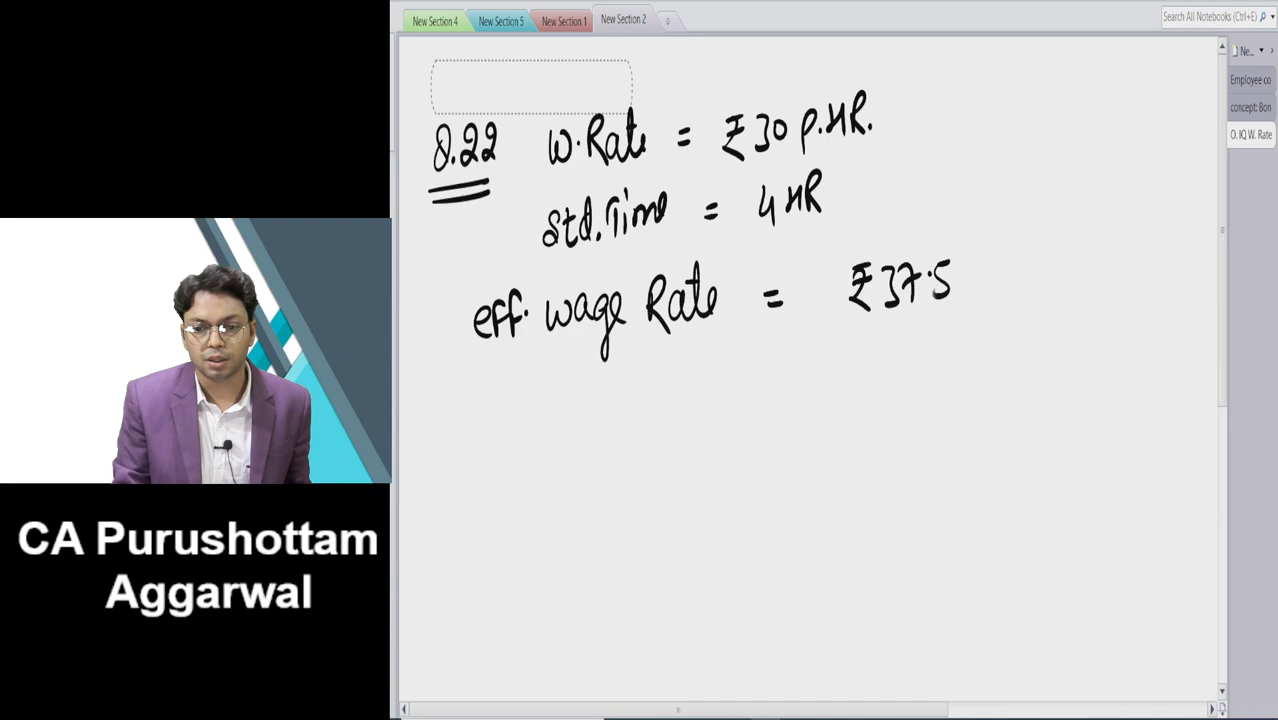 New Section 4 New Section 5 New Section 1 New Section 2
Search All Notebooks (Ctrl+E)
Ne...
Employee co
concept: Bon
O. IQ W. Rate
Q.22 W.Rate = ₹30 P.HR.
Std.Time = 4 HR
eff. wage Rate = ₹37.5
CA Purushottam
Aggarwal